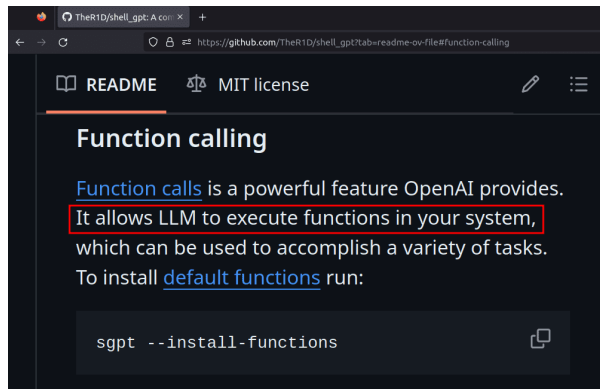 TheR1D/shell_gpt: A com
https://github.com/TheR1D/shell_gpt?tab=readme-ov-file#function-calling
README
MIT license
Function calling
Function calls is a powerful feature OpenAI provides.
It allows LLM to execute functions in your system,
which can be used to accomplish a variety of tasks.
To install default functions run:
sgpt --install-functions